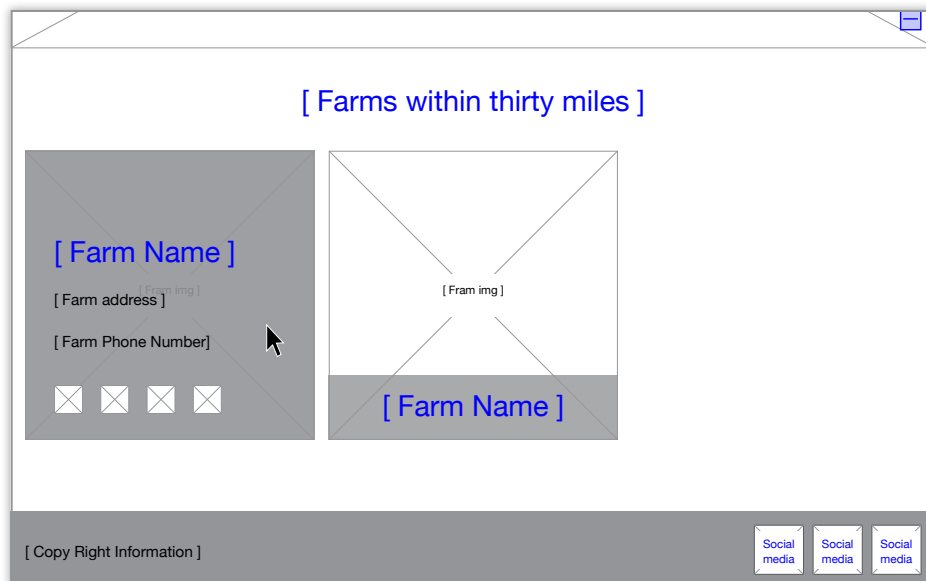 [ Farms within thirty miles ]
[ Farm Name ]
[ Fram img ]
[ Farm address ]
[ Farm Phone Number]
[ Fram img ]
[ Farm Name ]
[ Copy Right Information ]
Social
media
Social
media
Social
media